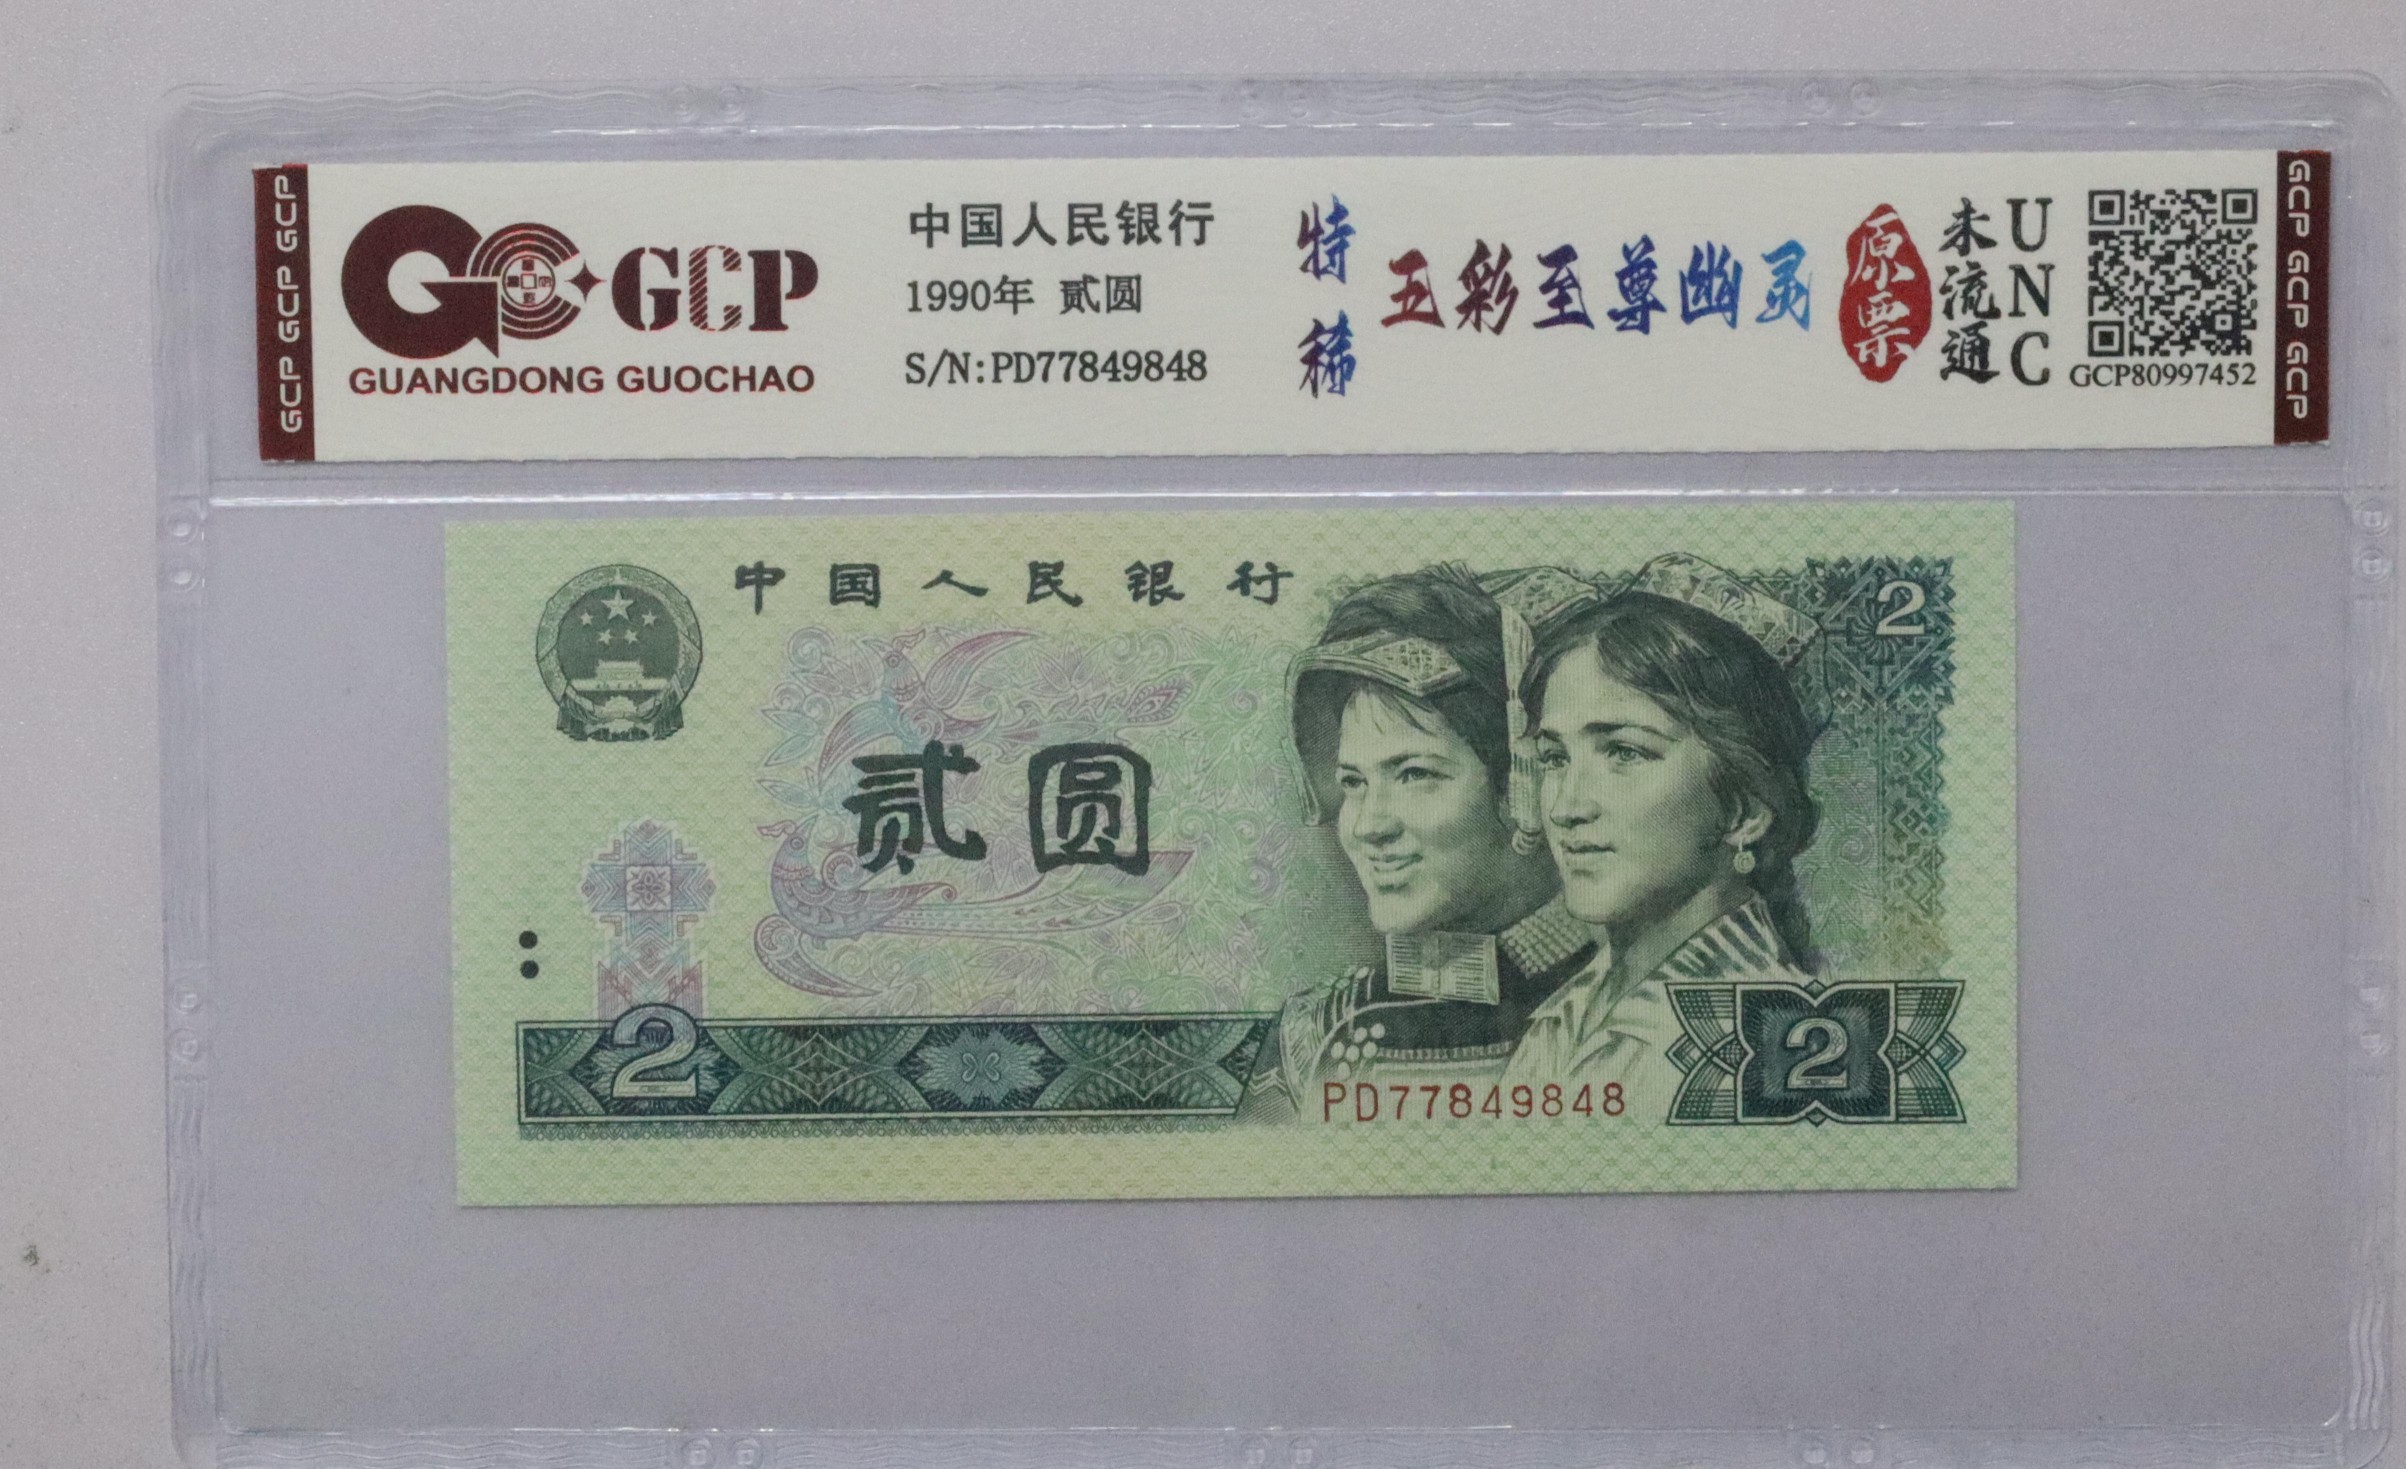 GCP GCP GCP
GCP
GUANGDONG GUOCHAO
中国人民银行
1990年 贰圆
S/N:PD77849848
特稀
五彩至尊幽灵
原票
未流通
UNC
GCP80997452
GCP GCP GCP
中国人民银行
2
贰圆
2
PD77849848
2